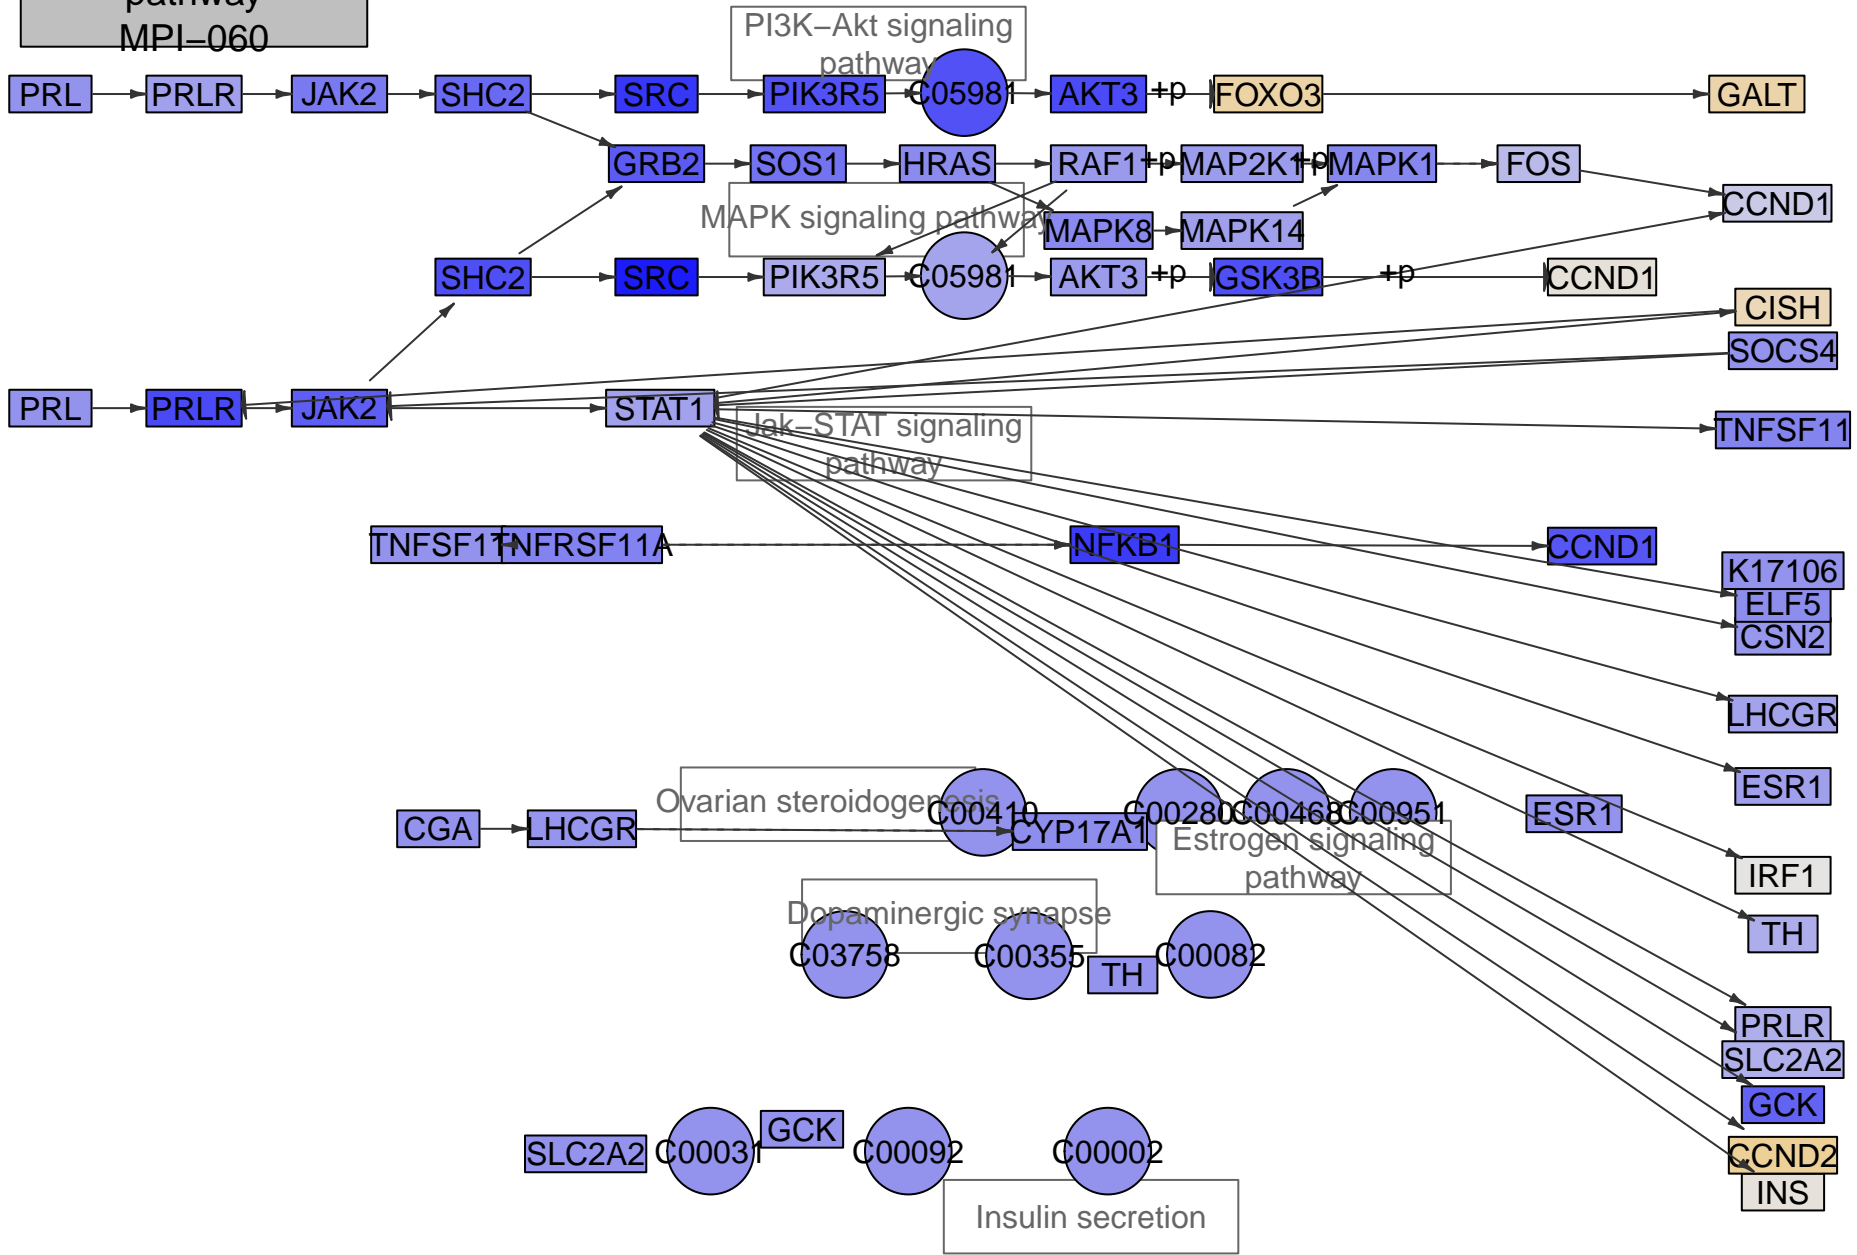 pathway
MPI−060
PI3K−Akt signaling
pathway
PRL
PRLR
JAK2
SHC2
SRC
PIK3R5
C05981
AKT3
+p
FOXO3
GALT
GRB2
SOS1
HRAS
RAF1
+p
MAP2K1
+p
MAPK1
FOS
CCND1
MAPK signaling pathway
MAPK8
MAPK14
SHC2
SRC
PIK3R5
C05981
AKT3
+p
GSK3B
+p
CCND1
CISH
SOCS4
PRL
PRLR
JAK2
STAT1
Jak−STAT signaling
pathway
TNFSF11
TNFSF11
TNFRSF11A
NFKB1
CCND1
K17106
ELF5
CSN2
LHCGR
ESR1
Ovarian steroidogenesis
C00410
C00280
C00468
C00951
ESR1
CGA
LHCGR
CYP17A1
Estrogen signaling
pathway
IRF1
Dopaminergic synapse
TH
C03758
C00355
TH
C00082
PRLR
SLC2A2
GCK
SLC2A2
C00031
GCK
C00092
C00002
CCND2
INS
Insulin secretion